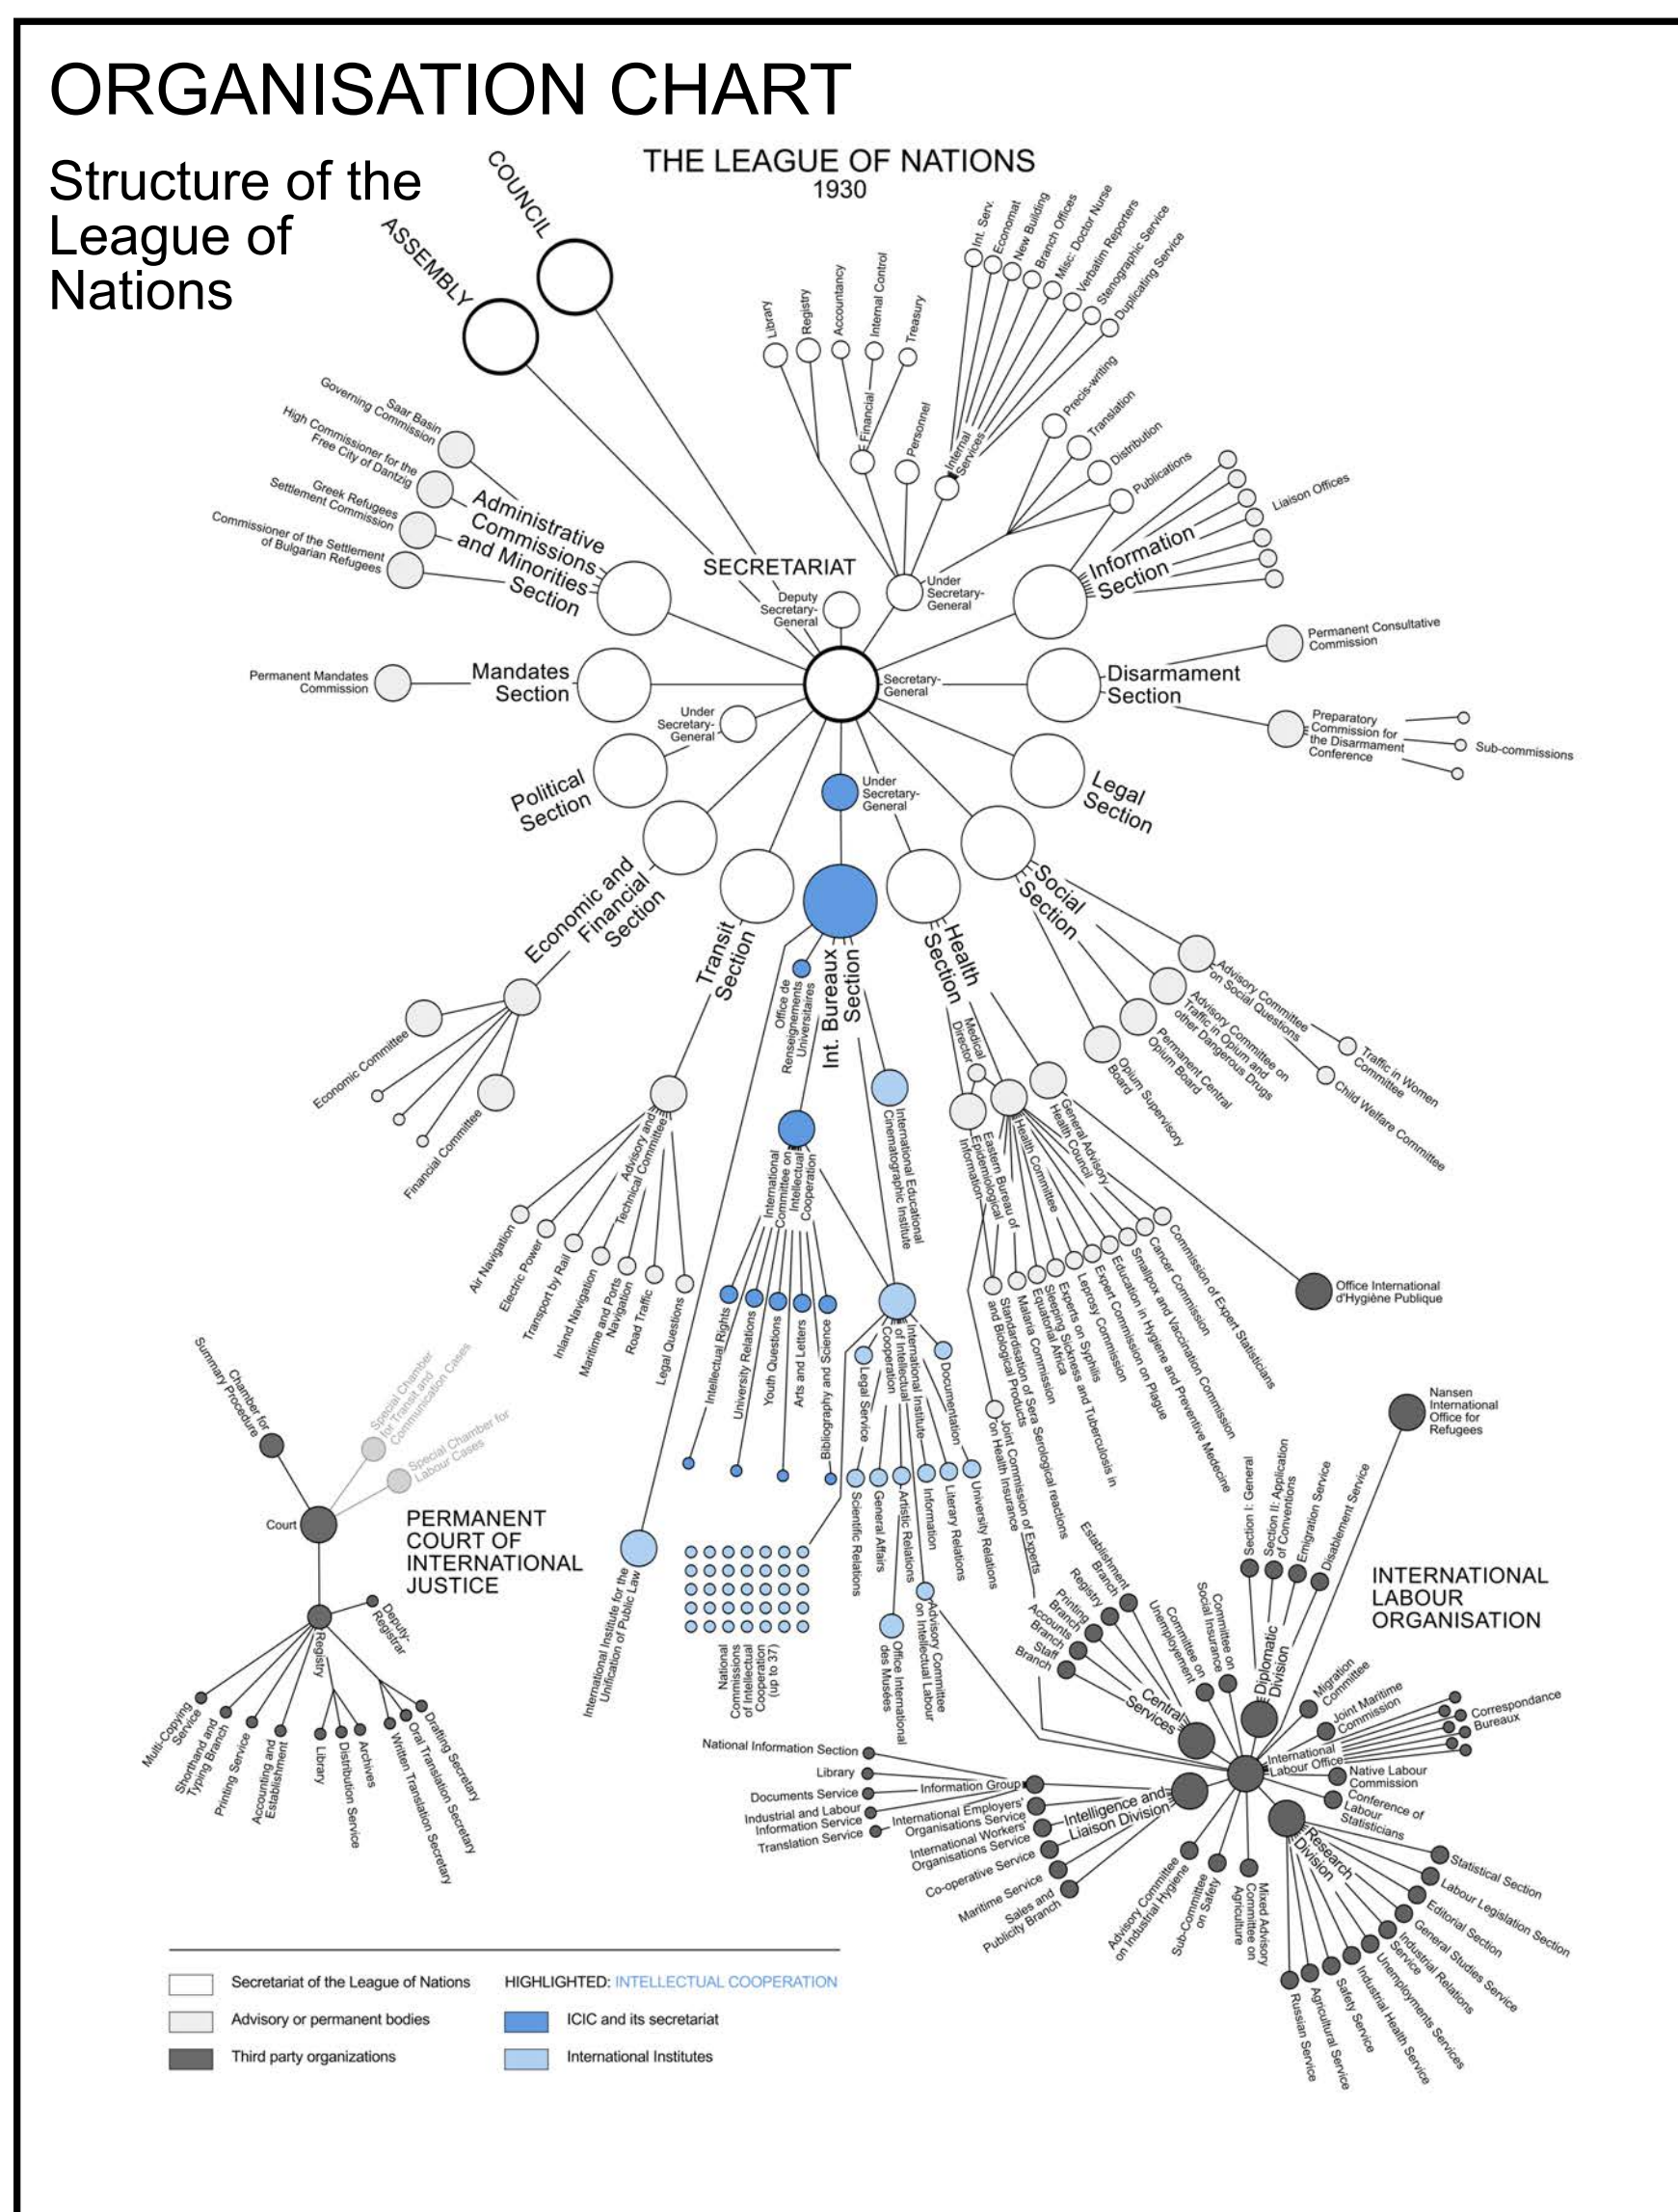 ORGANISATION CHART
Structure of the
League of
Nations
THE LEAGUE OF NATIONS
1930
COUNCIL
ASSEMBLY
Library
Registry
Accountancy
Internal Control
Treasury
Financial
Personnel
Internal
Services
Int. Serv.
Economat
New Building
Branch Offices
Misc: Doctor Nurse
Verbatim Reporters
Stenographic Service
Duplicating Service
Precis-writing
Translation
Distribution
Publications
Liaison Offices
Information
Section
Saar Basin
Governing Commission
High Commissioner for the
Free City of Dantzig
Greek Refugees
Settlement Commission
Commissioner of the Settlement
of Bulgarian Refugees
Administrative
Commissions
and Minorities
Section
SECRETARIAT
Deputy
Secretary-
General
Under
Secretary-
General
Secretary-
General
Permanent Mandates
Commission
Mandates
Section
Under
Secretary-
General
Disarmament
Section
Permanent Consultative
Commission
Preparatory
Commission for
the Disarmament
Conference
Sub-commissions
Political
Section
Under
Secretary-
General
Legal
Section
Economic and
Financial
Section
Economic Committee
Financial Committee
Transit
Section
Advisory and
Technical Committee
Air Navigation
Electric Power
Transport by Rail
Inland Navigation
Maritime and Ports
Navigation
Road Traffic
Legal Questions
Int. Bureaux
Section
Office de
Renseignements
Universitaires
International
Committee on
Intellectual
Cooperation
Intellectual Rights
University Relations
Youth Questions
Arts and Letters
Bibliography and Science
International Educational
Cinematographic Institute
International Institute
of Intellectual
Cooperation
Legal Service
Documentation
Scientific Relations
General Affairs
Artistic Relations
Information
Literary Relations
University Relations
Office International
des Musées
Advisory Committee
on Intellectual Labour
National
Commissions
of Intellectual
Cooperation
(up to 37)
International Institute for the
Unification of Public Law
Health
Section
Medical
Director
Eastern Bureau of
Epidemiological
Information
Health Committee
General Advisory
Health Council
Commission of Expert Statisticians
Cancer Commission
Smallpox and Vaccination Commission
Education in Hygiene and Preventive Medecine
Expert Commission on Plague
Leprosy Commission
Experts on Syphilis
Sleeping Sickness and Tuberculosis in
Equatorial Africa
Malaria Commission
Standardisation of Sera Serological reactions
and Biological Products
Joint Commission of Experts
on Health Insurance
Office International
d'Hygiène Publique
Social
Section
Advisory Committee
on Social Questions
Advisory Committee on
Traffic in Opium and
other Dangerous Drugs
Permanent Central
Opium Board
Opium Supervisory
Board
Traffic in Women
Committee
Child Welfare Committee
PERMANENT
COURT OF
INTERNATIONAL
JUSTICE
Chamber for
Summary Procedure
Special Chamber
for Transit and
Communication Cases
Special Chamber for
Labour Cases
Court
Registry
Deputy-
Registrar
Multi-Copying
Service
Shorthand and
Typing Branch
Printing Service
Accounting and
Establishment
Library
Distribution Service
Archives
Written Translation Secretary
Oral Translation Secretary
Drafting Secretary
INTERNATIONAL
LABOUR
ORGANISATION
Nansen
International
Office for
Refugees
Section I: General
Section II: Application
of Conventions
Emigration Service
Disablement Service
Diplomatic
Division
Committee on
Social Insurance
Committee on
Unemployement
Establishment
Branch
Registry
Printing
Branch
Accounts
Branch
Staff
Branch
Central
Services
Migration
Committee
Joint Maritime
Commission
Correspondance
Bureaux
International
Labour Office
Native Labour
Commission
Conference of
Labour
Statisticians
National Information Section
Library
Documents Service
Industrial and Labour
Information Service
Translation Service
Information Group
International Employers'
Organisations Service
International Workers'
Organisations Service
Co-operative Service
Maritime Service
Sales and
Publicity Branch
Intelligence and
Liaison Division
Advisory Committee
on Industrial Hygiene
Sub-Committee
on Safety
Mixed Advisory
Committee on
Agriculture
Research
Division
Statistical Section
Labour Legislation Section
Editorial Section
General Studies Service
Industrial Relations
Service
Unemployments Services
Industrial Health Service
Safety Service
Agricultural Service
Russian Service
Secretariat of the League of Nations
Advisory or permanent bodies
Third party organizations
HIGHLIGHTED: INTELLECTUAL COOPERATION
ICIC and its secretariat
International Institutes